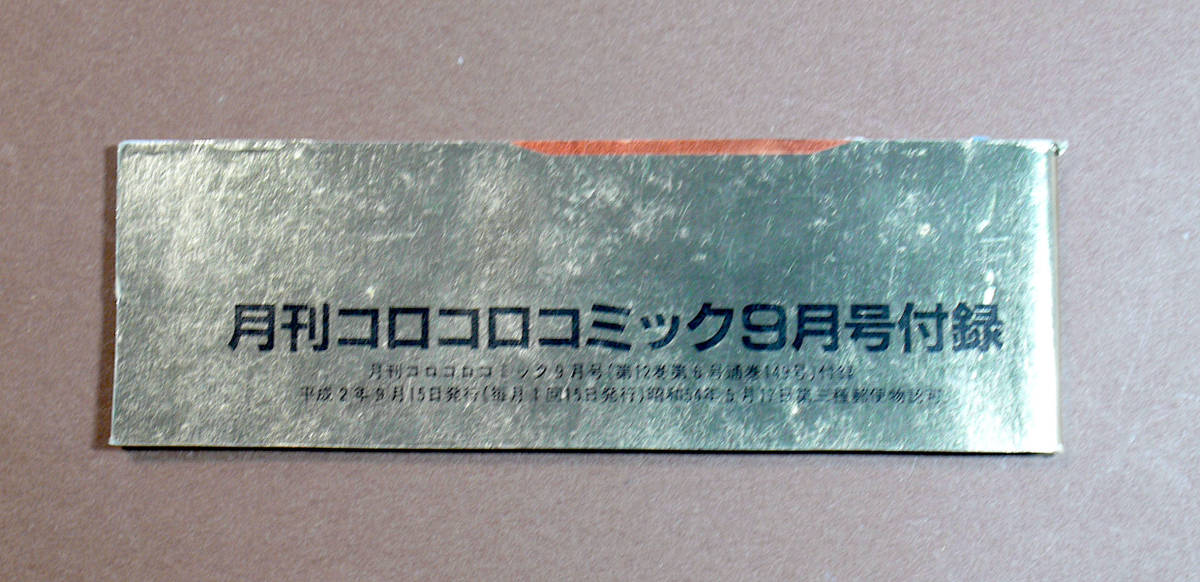 月刊コロコロコミック9月号付録
月刊コロコロコミック9月号(第12巻第6号通巻149号)付録
平成2年9月15日発行(毎月1回15日発行)昭和54年5月17日第三種郵便物認可